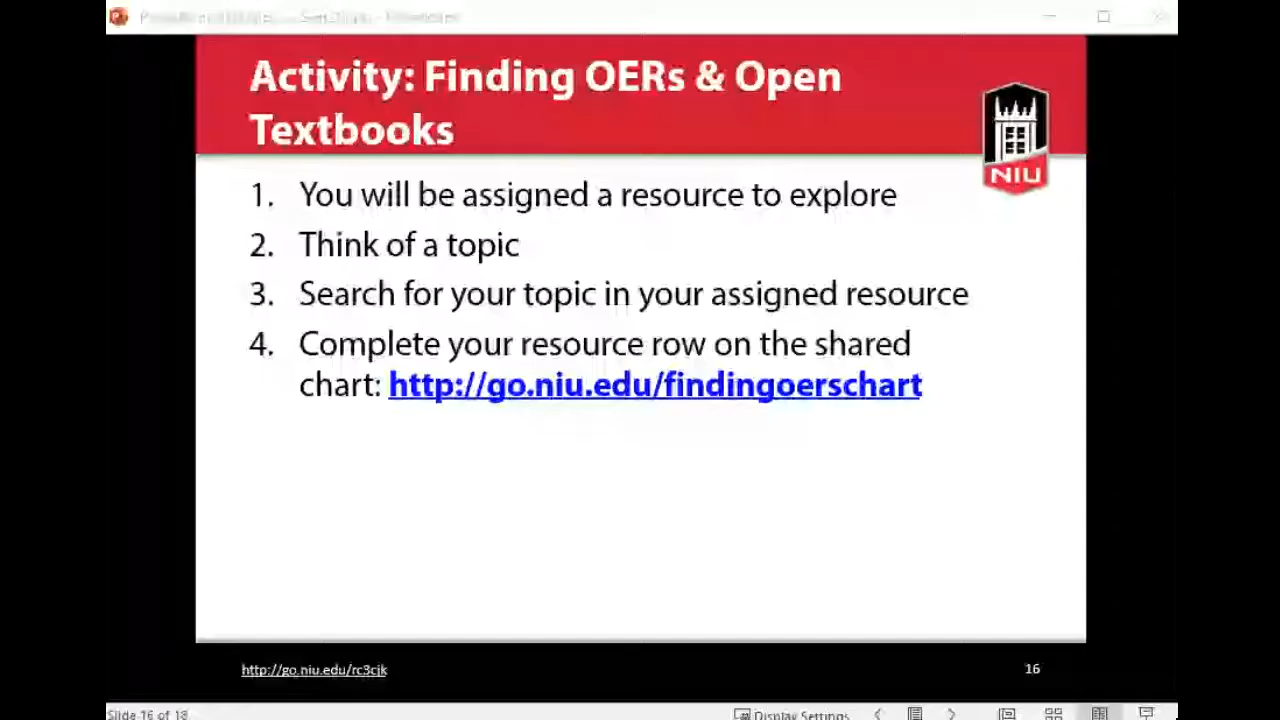 Activity: Finding OERs & Open
Textbooks
NIU
1. You will be assigned a resource to explore
2. Think of a topic
3. Search for your topic in your assigned resource
4. Complete your resource row on the shared
chart: http://go.niu.edu/findingoerschart
http://go.niu.edu/rc3cjk
16
Slide 16 of 18
Display Settings